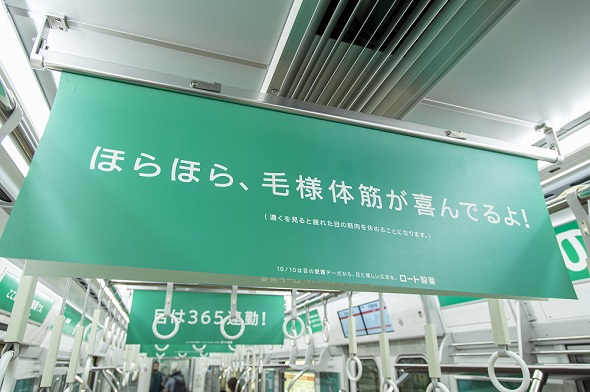 ほらほら、毛様体筋が喜んでるよ!
(遠くを見ると疲れた目の筋肉を休めることになります。)
10/10は目の愛護デーだから、目に優しい広告を。 ロート製薬
目は365通勤!